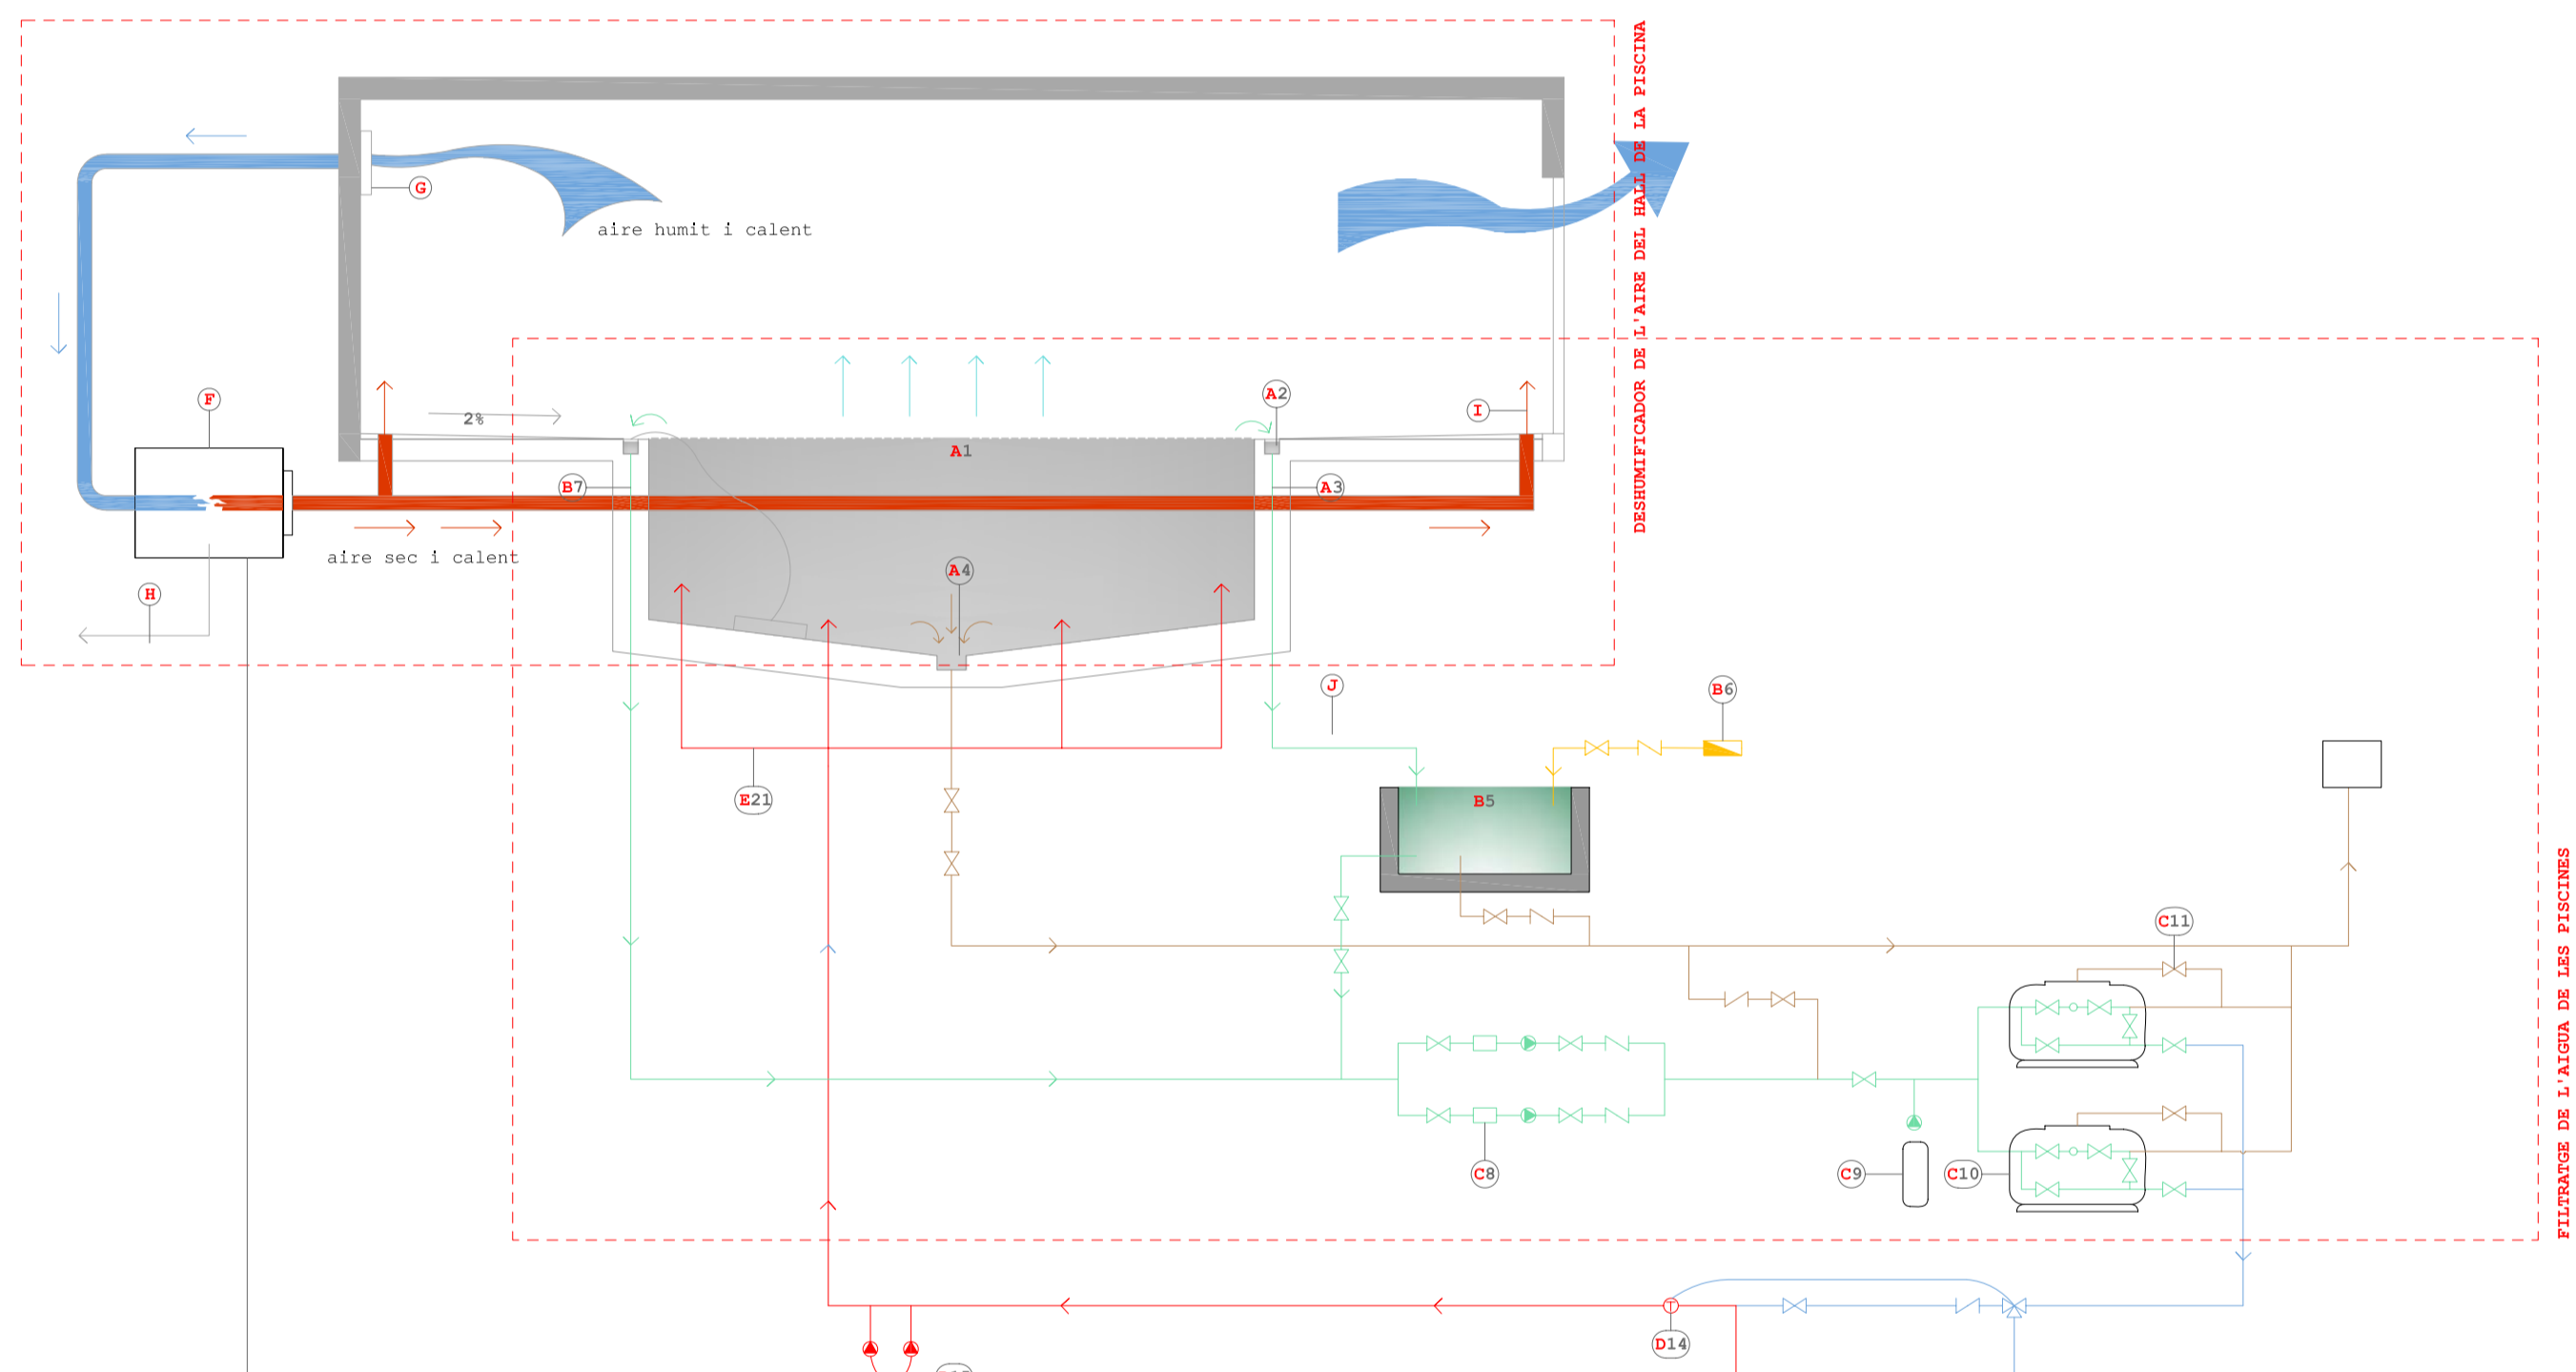 DESHUMIFICADOR DE L'AIRE DEL HALL DE LA PISCINA
G
aire humit i calent
F
2%
A2
I
A1
B7
A3
aire sec i calent
A4
H
J
B6
E21
B5
FILTRATGE DE L'AIGUA DE LES PISCINES
C11
C8
C9
C10
T
D14